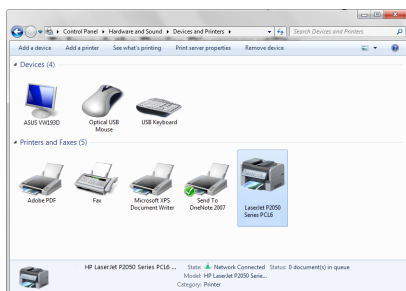 Control Panel ▸ Hardware and Sound ▸ Devices and Printers ▸
Search Devices and Printers
Add a device Add a printer See what's printing Print server properties Remove device
Devices (4)
ASUS VW193D
Optical USB
Mouse
USB Keyboard
Printers and Faxes (5)
Adobe PDF
Fax
Microsoft XPS
Document Writer
Send To
OneNote 2007
LaserJet P2050
Series PCL6
HP LaserJet P2050 Series PCL6 ... State: Network Connected Status: 0 document(s) in queue
Model: HP LaserJet P2050 Serie...
Category: Printer